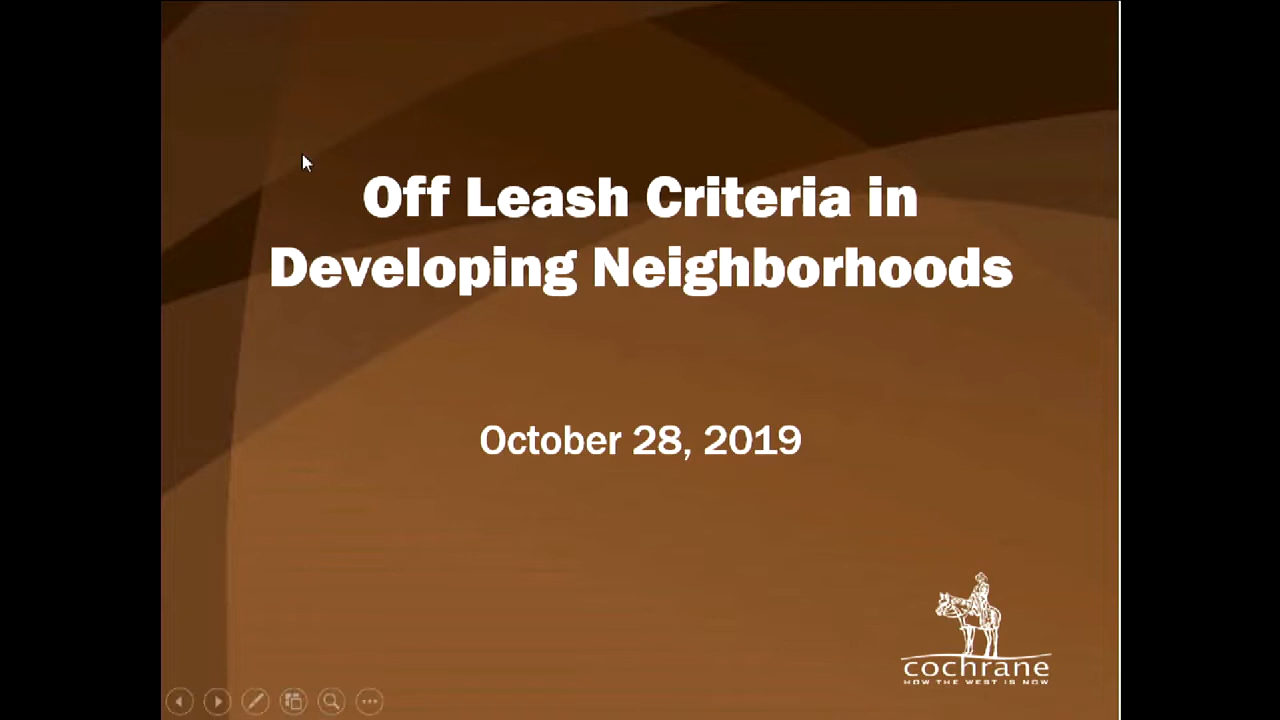 Off Leash Criteria in
Developing Neighborhoods
October 28, 2019
cochrane
HOW THE WEST IS NOW